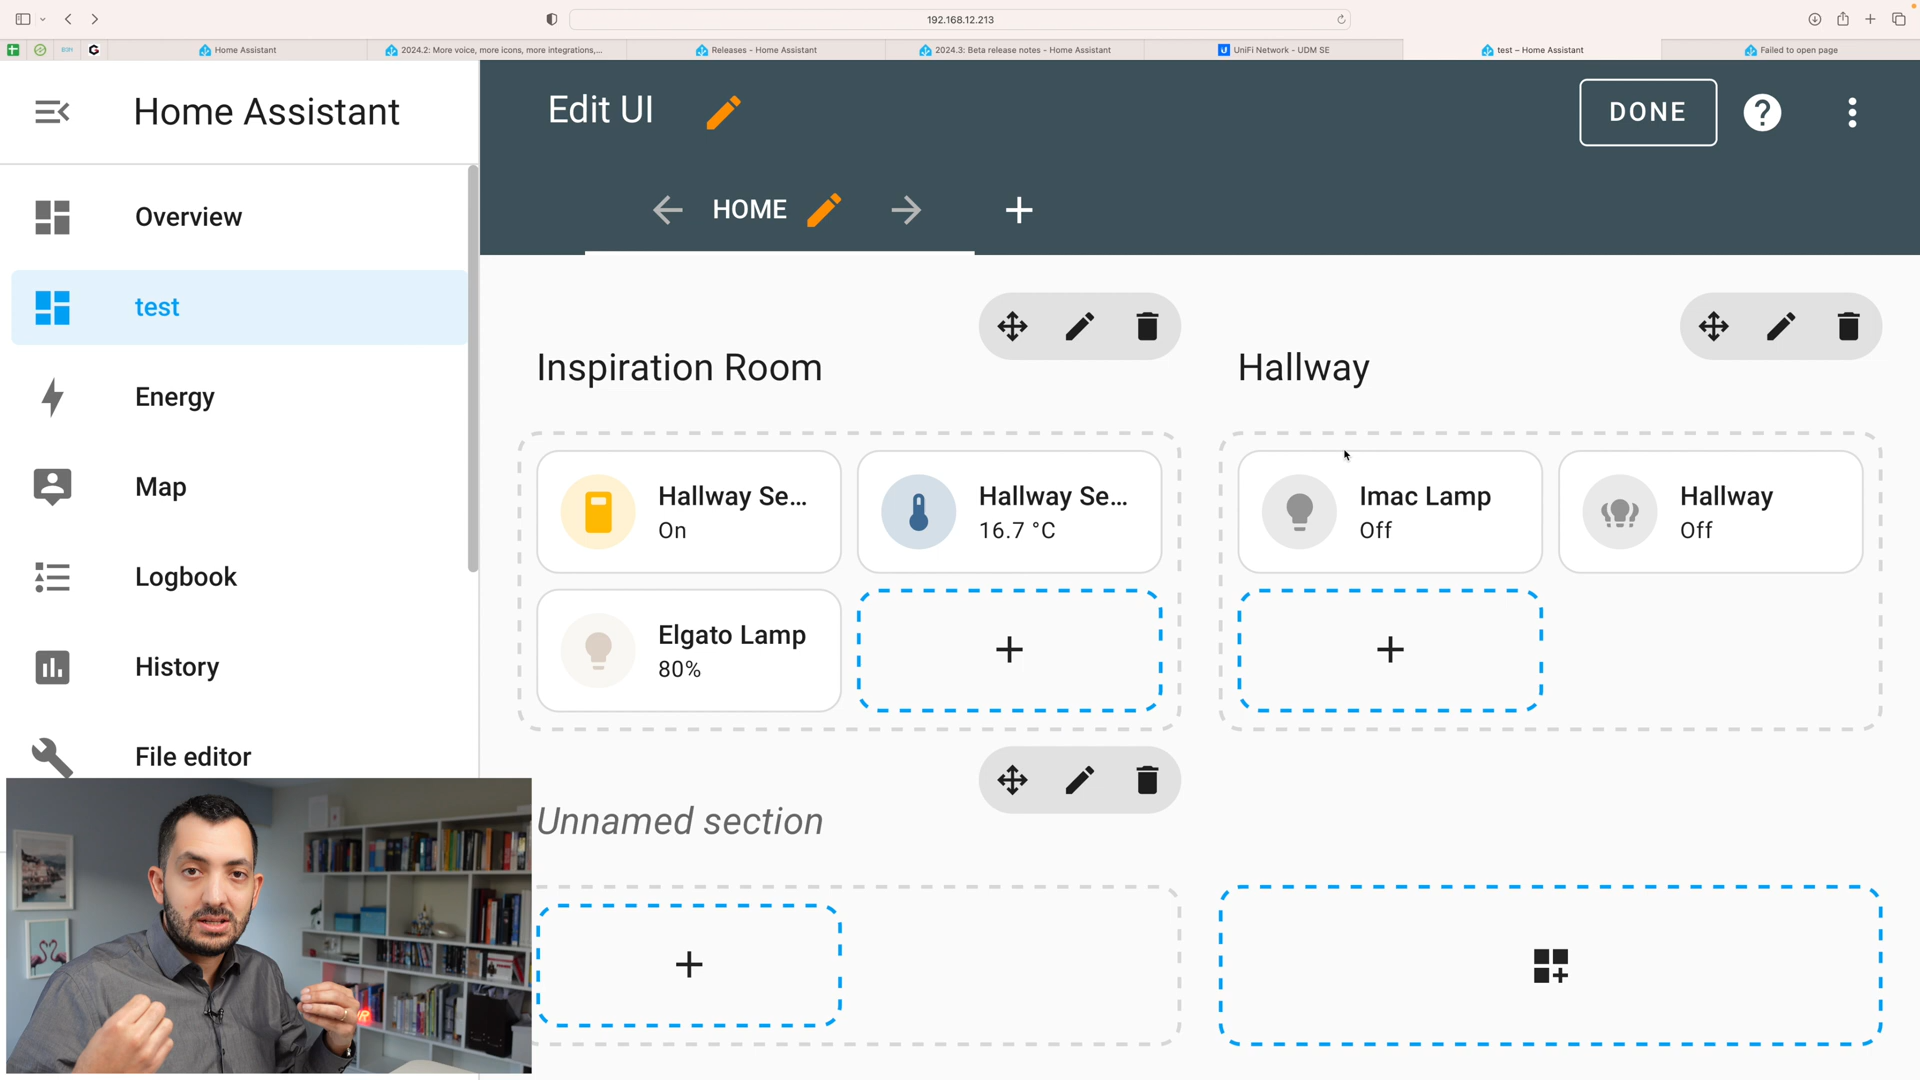 192.168.12.213
Home Assistant
2024.2: More voice, more icons, more integrations,...
Releases - Home Assistant
2024.3: Beta release notes - Home Assistant
UniFi Network - UDM SE
test – Home Assistant
Failed to open page
Home Assistant
Edit UI
DONE
HOME
Overview
test
Energy
Map
Logbook
History
File editor
Inspiration Room
Hallway
Hallway Se...
On
Hallway Se...
16.7 °C
Imac Lamp
Off
Hallway
Off
Elgato Lamp
80%
Unnamed section